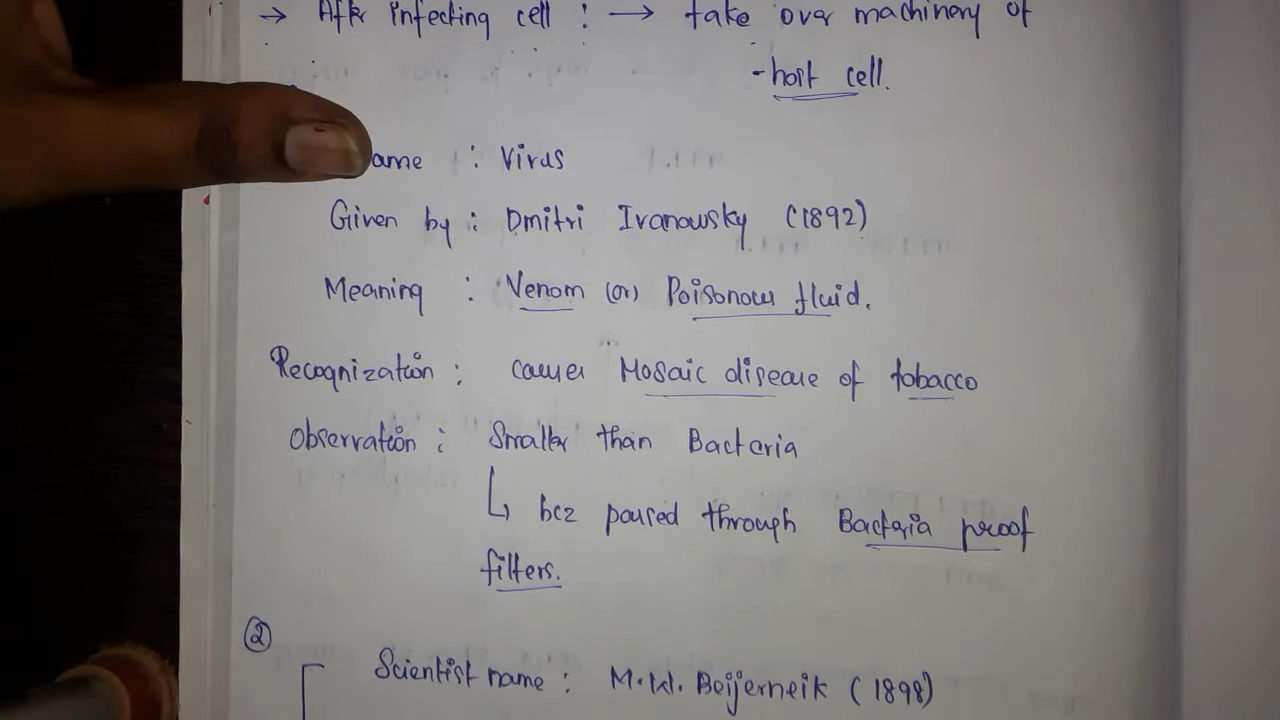 → After infecting cell : → take over machinery of
- host cell.
ame : Virus
Given by : Dmitri Ivanowsky (1892)
Meaning : Venom (or) Poisonous fluid.
Recognization : causes Mosaic disease of tobacco
Observation : Smaller than Bacteria
↳ bcz passed through Bacteria proof
filters.
②
Scientist name : M.W. Beijerneik (1898)